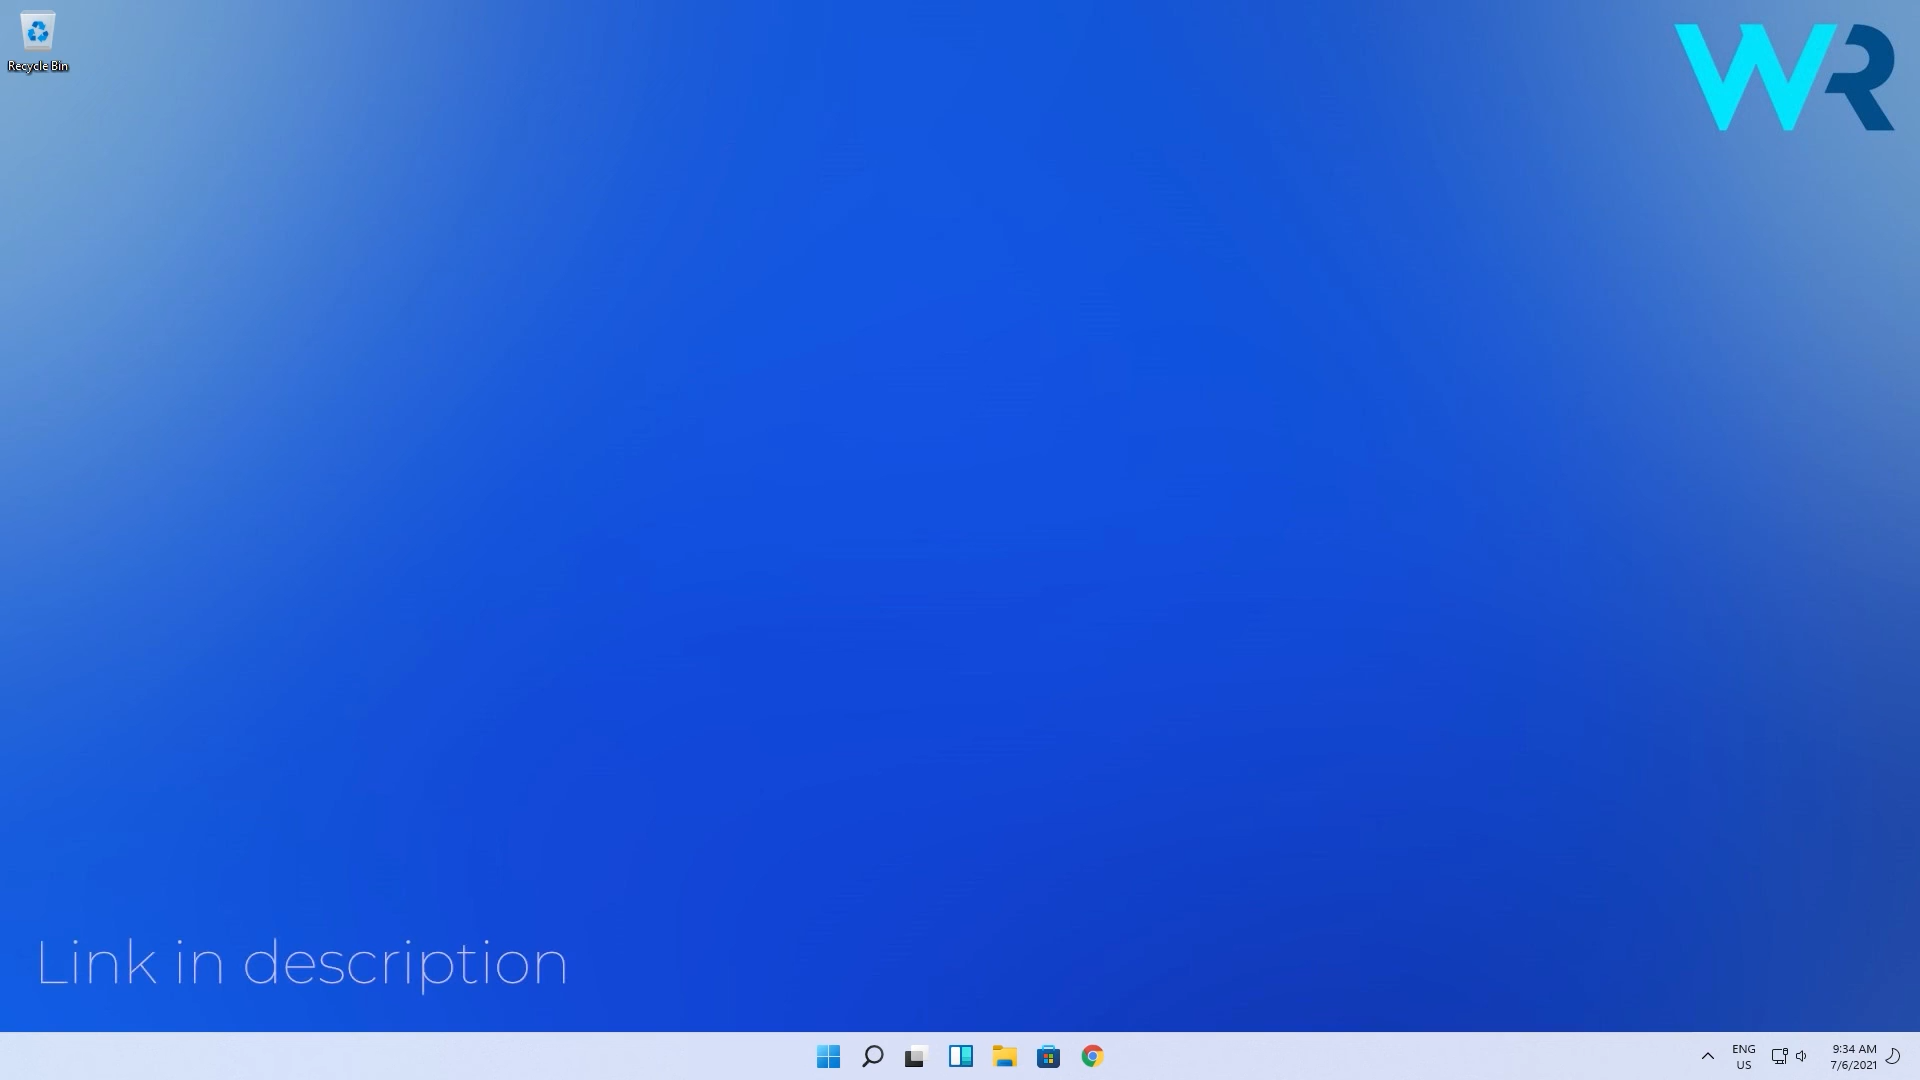 Recycle Bin
WR
Link in description
ENG
US
9:34 AM
7/6/2021